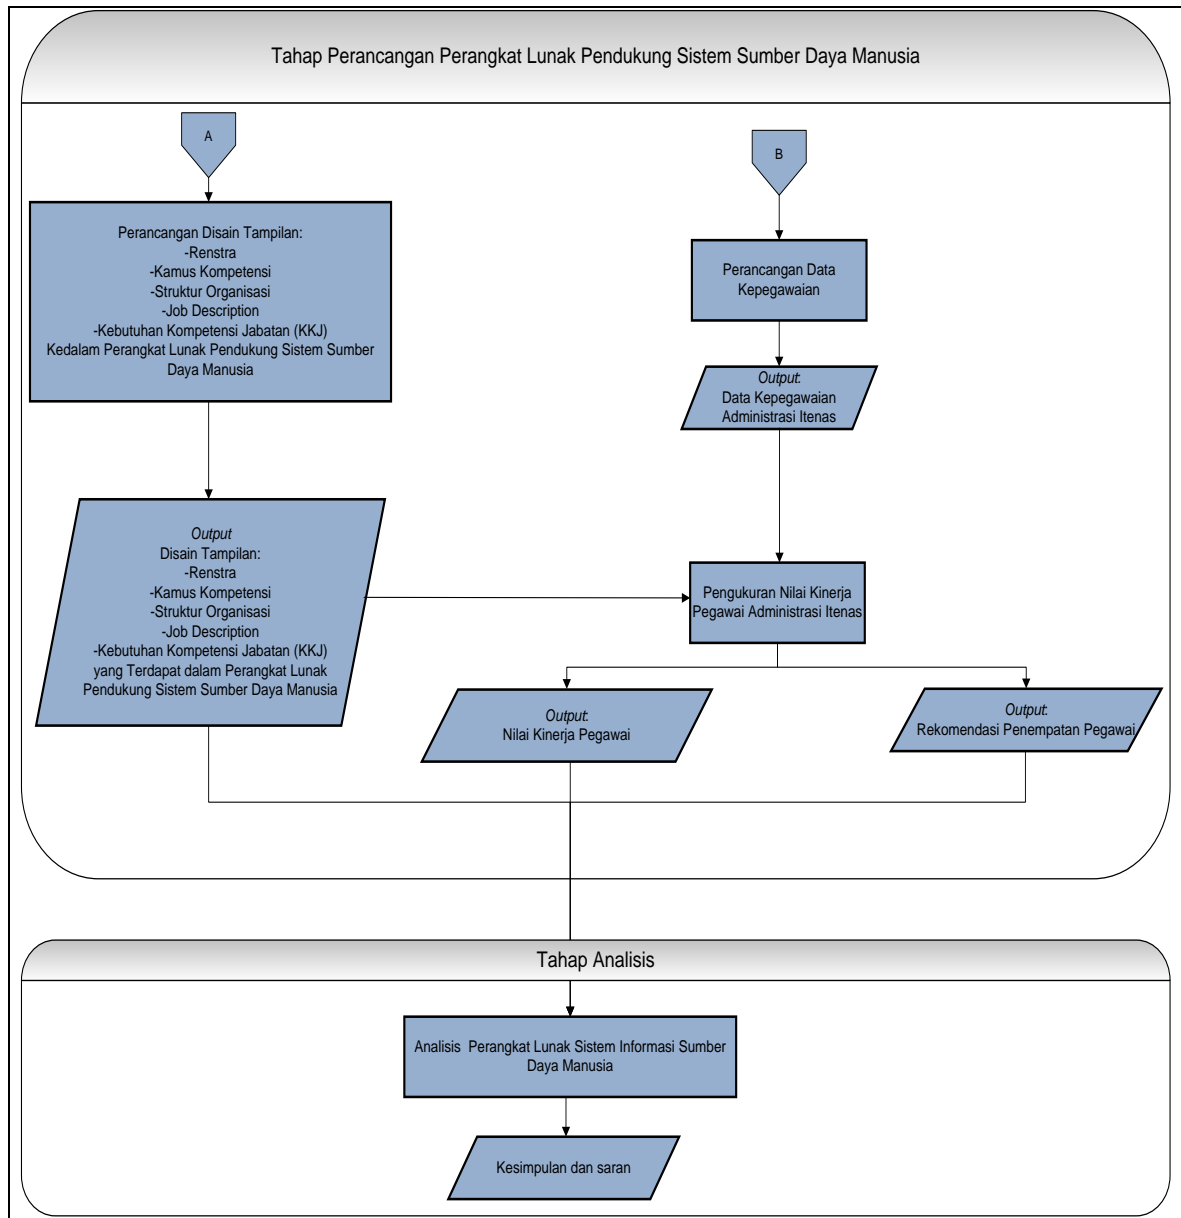 Tahap Perancangan Perangkat Lunak Pendukung Sistem Sumber Daya Manusia
A
Perancangan Disain Tampilan:
-Renstra
-Kamus Kompetensi
-Struktur Organisasi
-Job Description
-Kebutuhan Kompetensi Jabatan (KKJ)
Kedalam Perangkat Lunak Pendukung Sistem Sumber
Daya Manusia
Output
Disain Tampilan:
-Renstra
-Kamus Kompetensi
-Struktur Organisasi
-Job Description
-Kebutuhan Kompetensi Jabatan (KKJ)
yang Terdapat dalam Perangkat Lunak
Pendukung Sistem Sumber Daya Manusia
B
Perancangan Data
Kepegawaian
Output:
Data Kepegawaian
Administrasi Itenas
Pengukuran Nilai Kinerja
Pegawai Administrasi Itenas
Output:
Nilai Kinerja Pegawai
Output:
Rekomendasi Penempatan Pegawai
Tahap Analisis
Analisis Perangkat Lunak Sistem Informasi Sumber
Daya Manusia
Kesimpulan dan saran